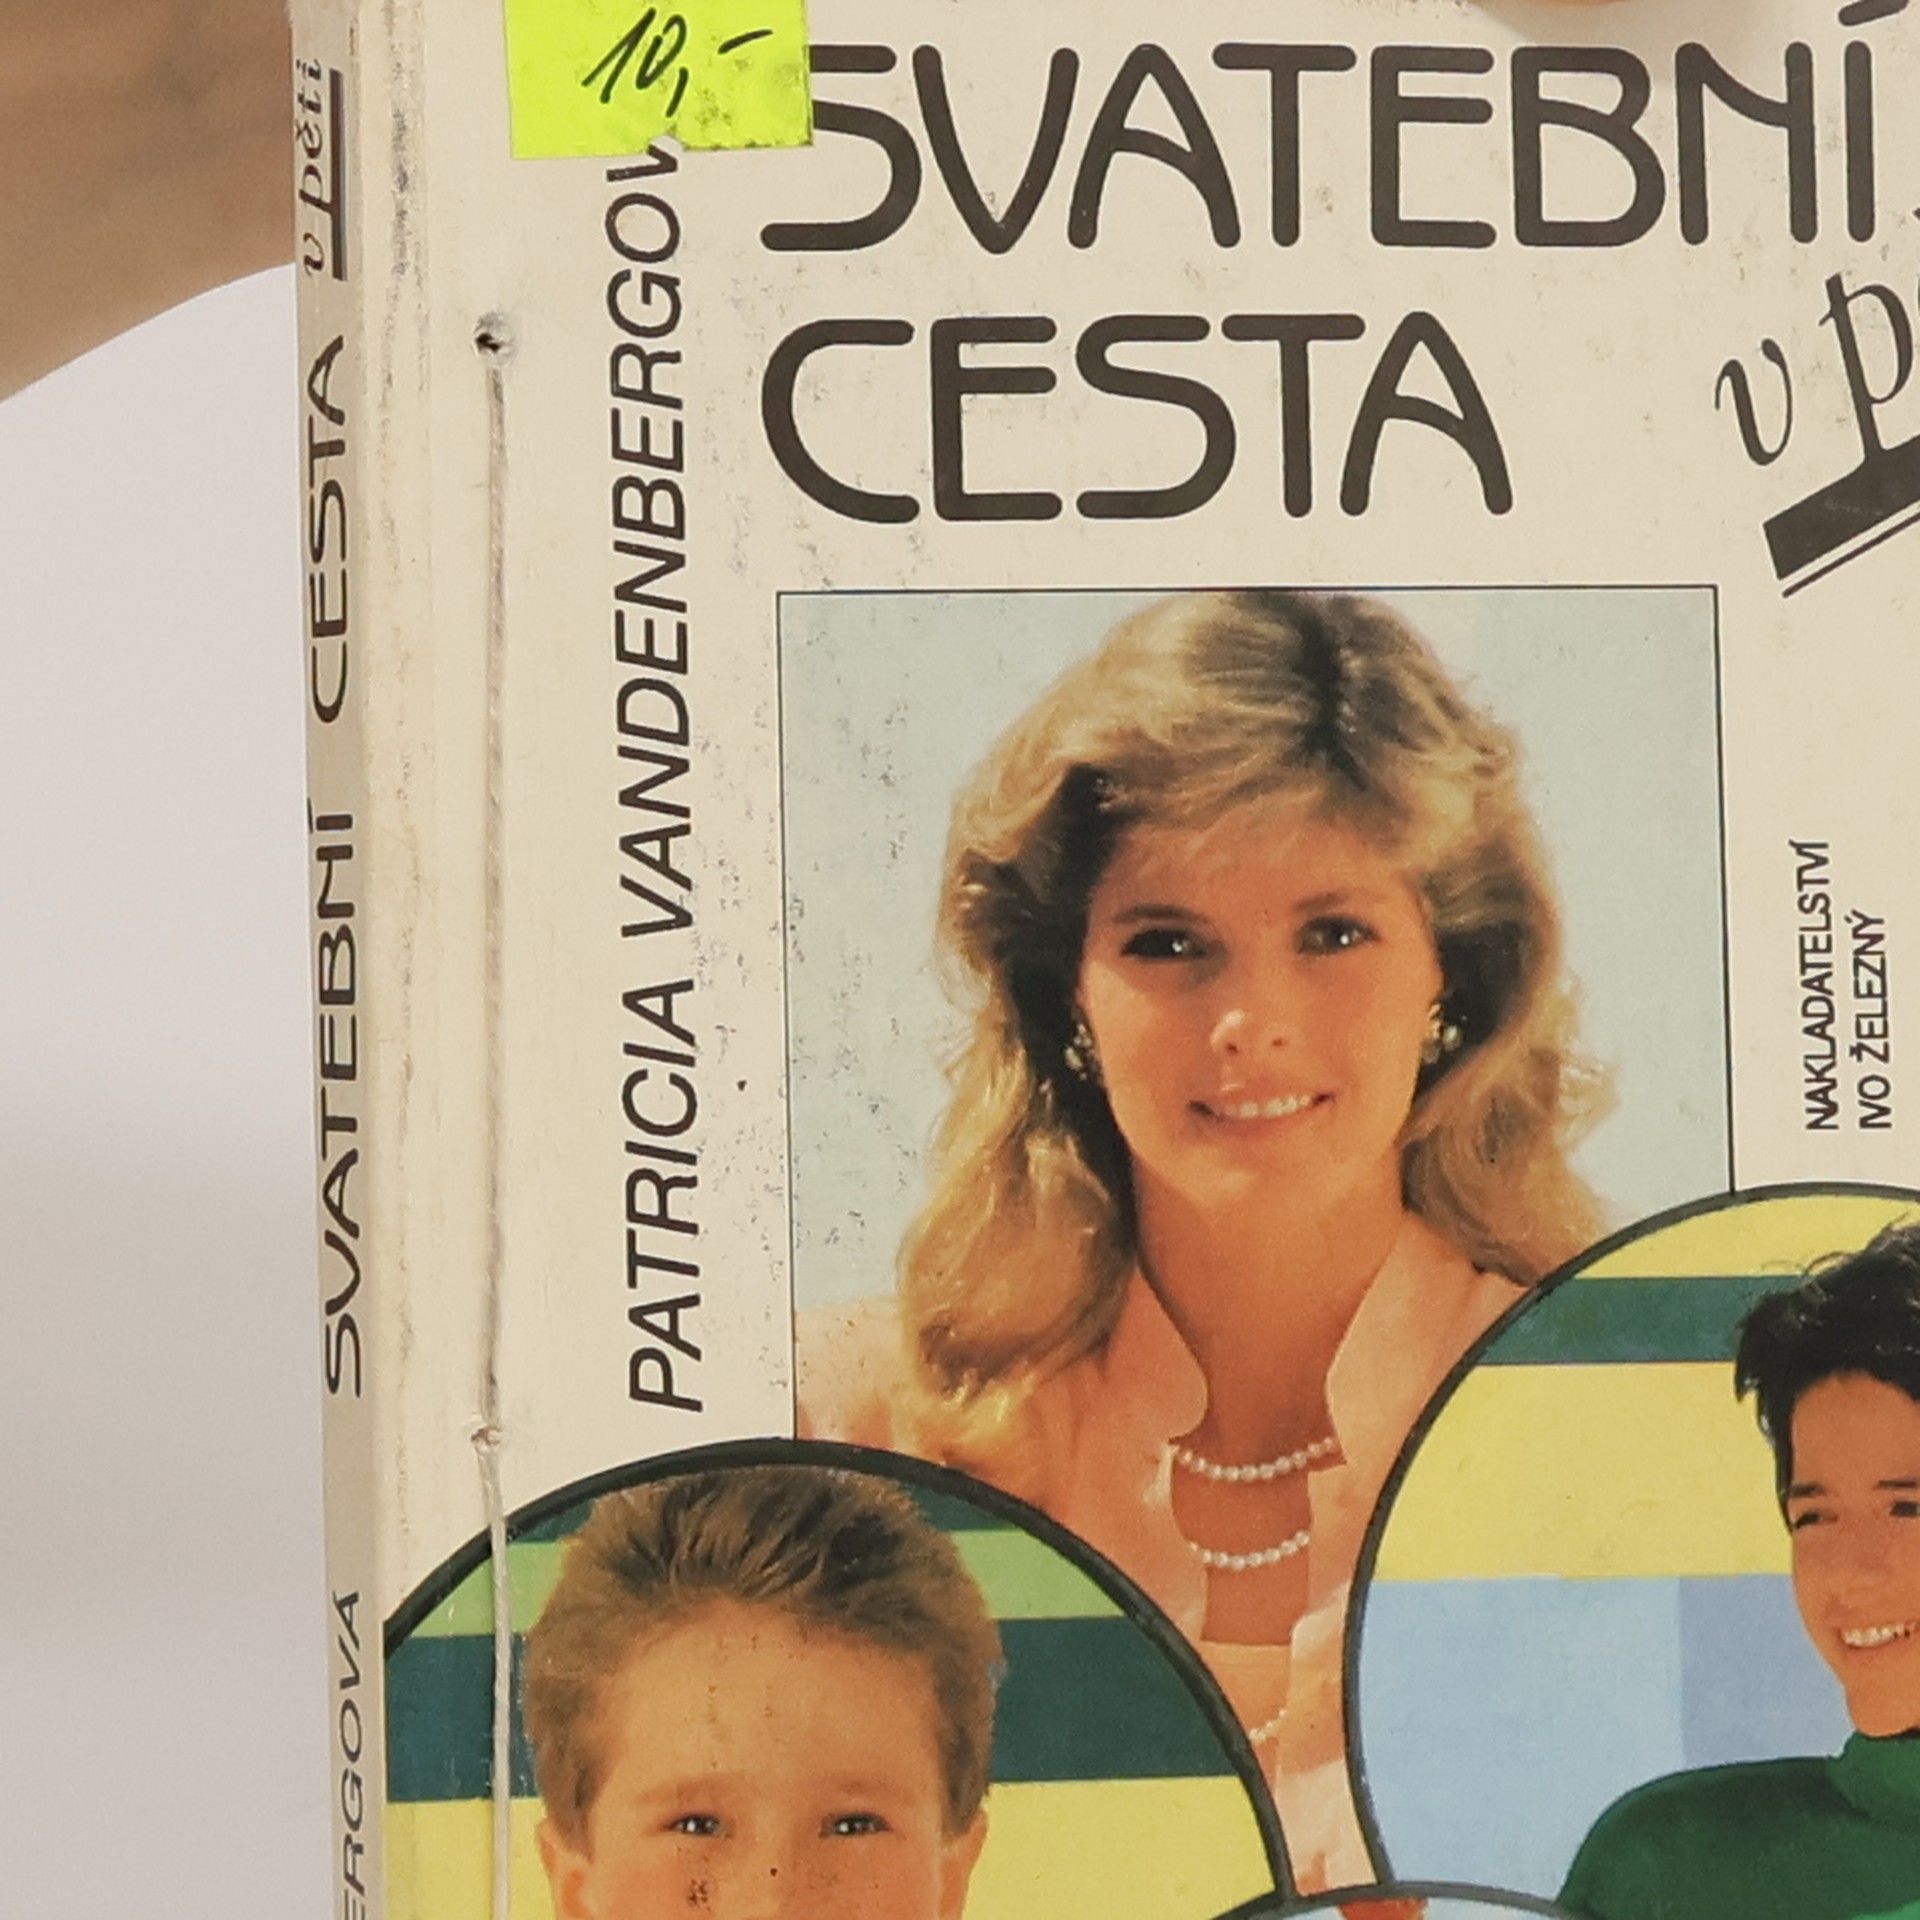 10,-
SVATEBNÍ
CESTA
v p
PATRICIA VANDENBERGOV
NAKLADATELSTVÍ
IVO ŽELEZNÝ
ERGOVÁ SVATEBNÍ CESTA v pěti